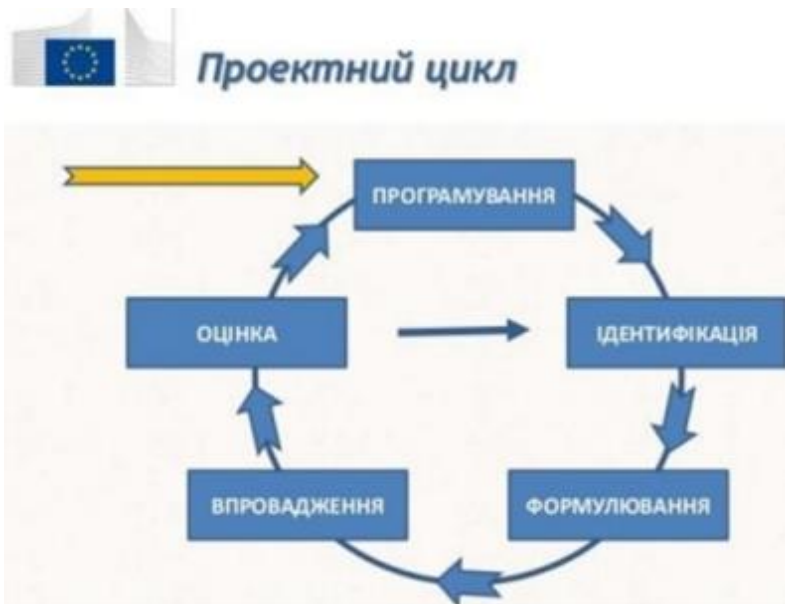 Проектний цикл
ПРОГРАМУВАННЯ
ОЦІНКА
ІДЕНТИФІКАЦІЯ
ВПРОВАДЖЕННЯ
ФОРМУЛЮВАННЯ